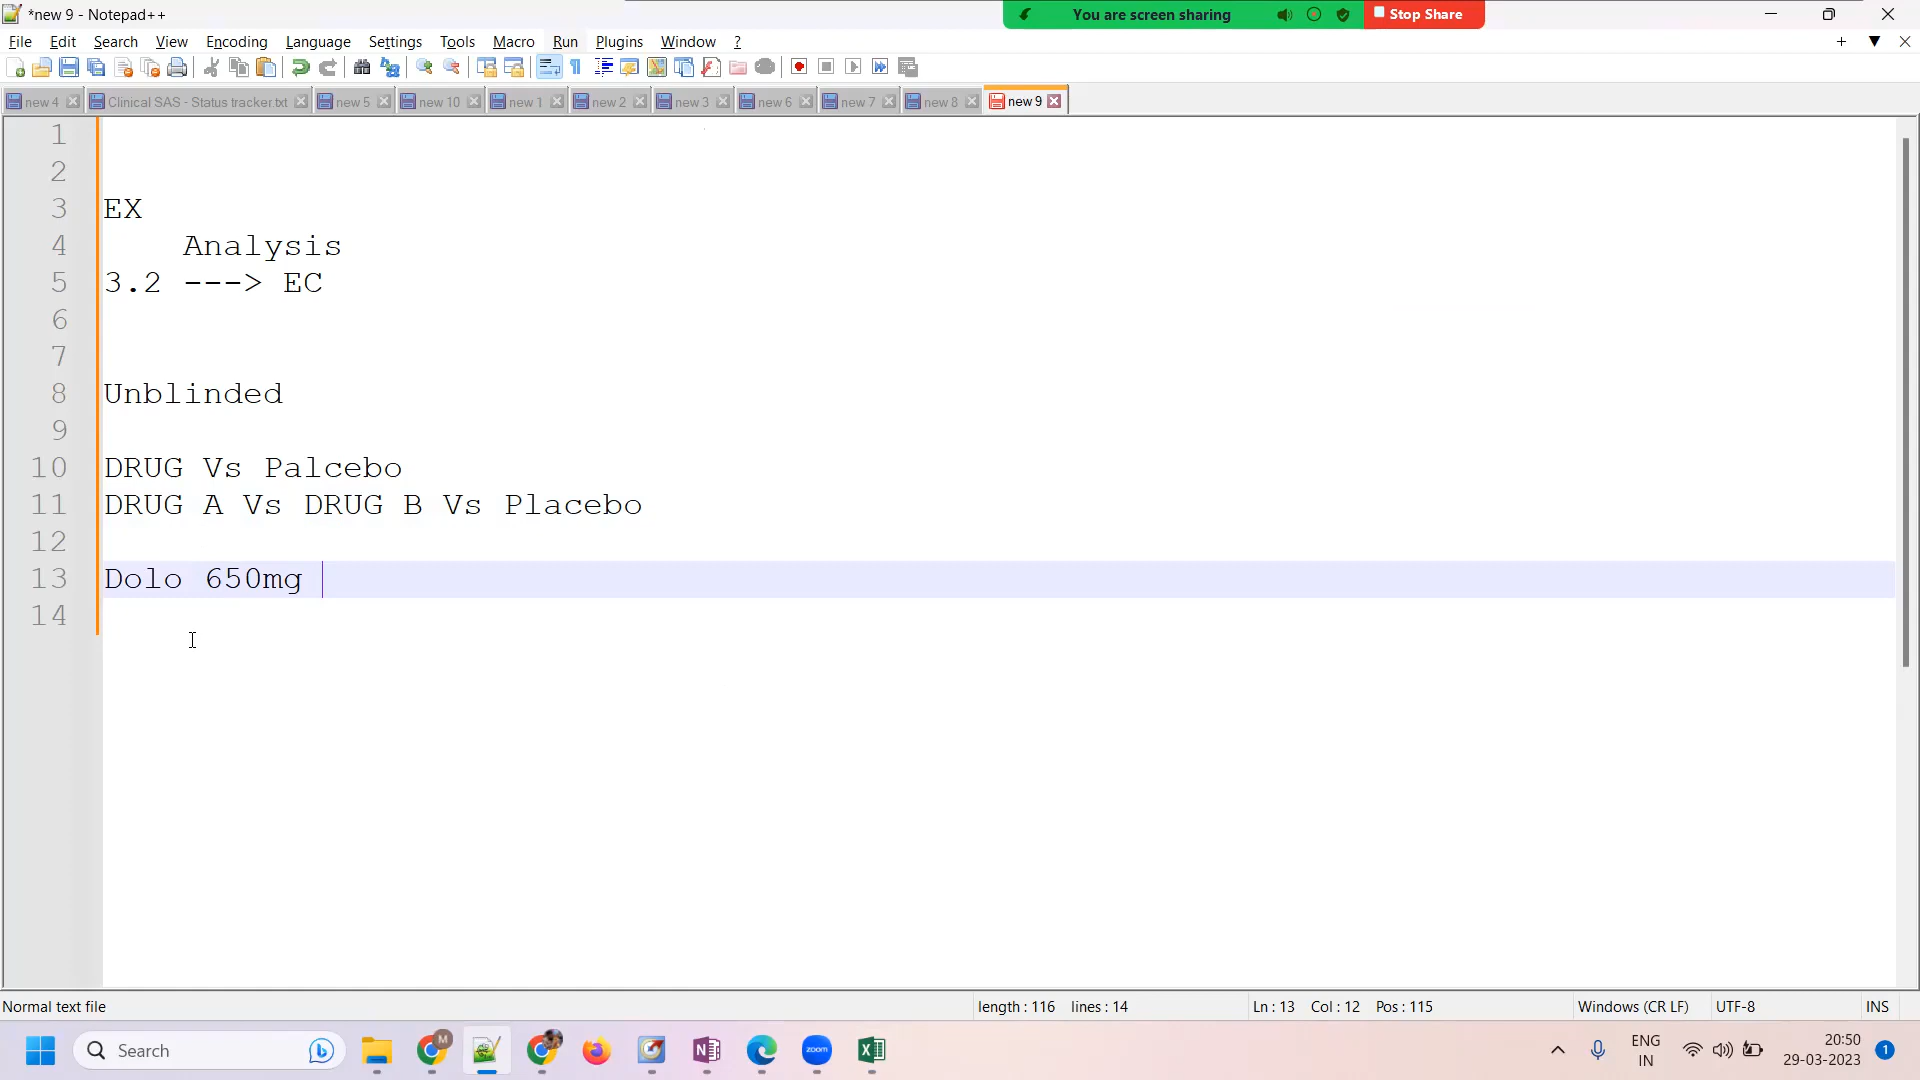 *new 9 - Notepad++
You are screen sharing
Stop Share
File Edit Search View Encoding Language Settings Tools Macro Run Plugins Window ?
new 4 Clinical SAS - Status tracker.txt new 5 new 10 new 1 new 2 new 3 new 6 new 7 new 8 new 9
1
2
3 EX
4 Analysis
5 3.2 ---> EC
6
7
8 Unblinded
9
10 DRUG Vs Palcebo
11 DRUG A Vs DRUG B Vs Placebo
12
13 Dolo 650mg
14
Normal text file length : 116 lines : 14 Ln : 13 Col : 12 Pos : 115 Windows (CR LF) UTF-8 INS
Search M zoom ENG IN 20:50 29-03-2023 1